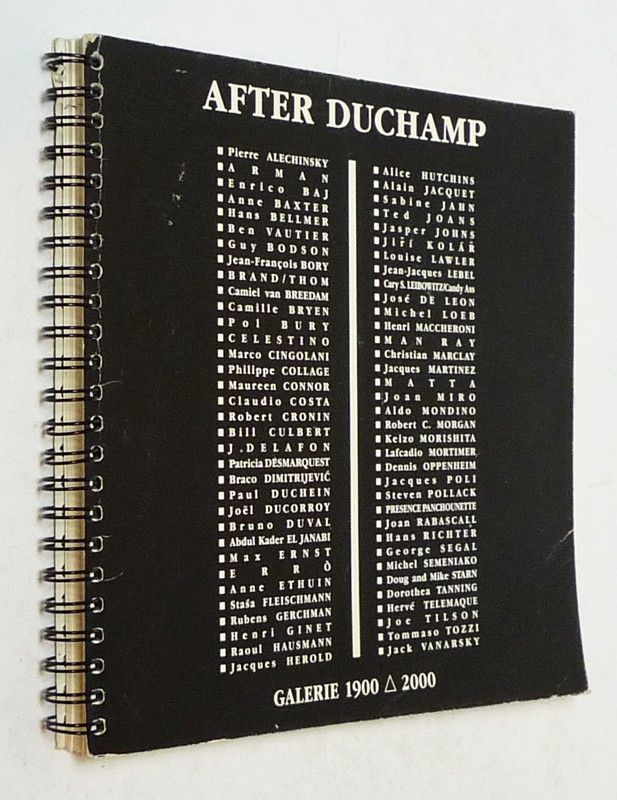 AFTER DUCHAMP
Pierre ALECHINSKY
ARMAN
Enrico BAJ
Anne BAXTER
Hans BELLMER
Ben VAUTIER
Guy BODSON
Jean-François BORY
BRAND/THOM
Camiel van BREEDAM
Camille BRYEN
Pol BURY
CELESTINO
Marco CINGOLANI
Philippe COLLAGE
Maureen CONNOR
Claudio COSTA
Robert CRONIN
Bill CULBERT
J.DELAFON
Patricia DESMARQUEST
Braco DIMITRIJEVIĆ
Paul DUCHEIN
Joël DUCORROY
Bruno DUVAL
Abdul Kader EL JANABI
Max ERNST
ERRÒ
Anne ETHUIN
Staša FLEISCHMANN
Rubens GERCHMAN
Henri GINET
Raoul HAUSMANN
Jacques HEROLD
Alice HUTCHINS
Alain JACQUET
Sabine JAHN
Ted JOANS
Jasper JOHNS
Jiří KOLÁŘ
Louise LAWLER
Jean-Jacques LEBEL
Cary S. LEIBOWITZ/Candy Ass
José DE LEON
Michel LOEB
Henri MACCHERONI
MAN RAY
Christian MARCLAY
Jacques MARTINEZ
MATTA
Joan MIRO
Aldo MONDINO
Robert C. MORGAN
Keizo MORISHITA
Lafcadio MORTIMER
Dennis OPPENHEIM
Jacques POLI
Steven POLLACK
PRESENCE PANCHOUNETTE
Joan RABASCALL
Hans RICHTER
George SEGAL
Michel SEMENIAKO
Doug and Mike STARN
Dorothea TANNING
Hervé TELEMAQUE
Joe TILSON
Tommaso TOZZI
Jack VANARSKY
GALERIE 1900 △ 2000